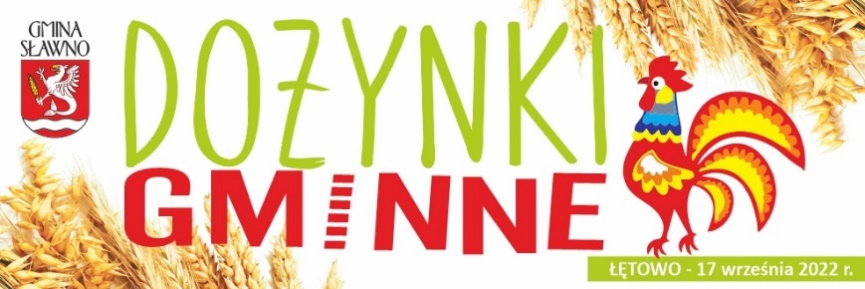 GMINA
SŁAWNO
DOŻYNKI
GMINNE
ŁĘTOWO - 17 września 2022 r.